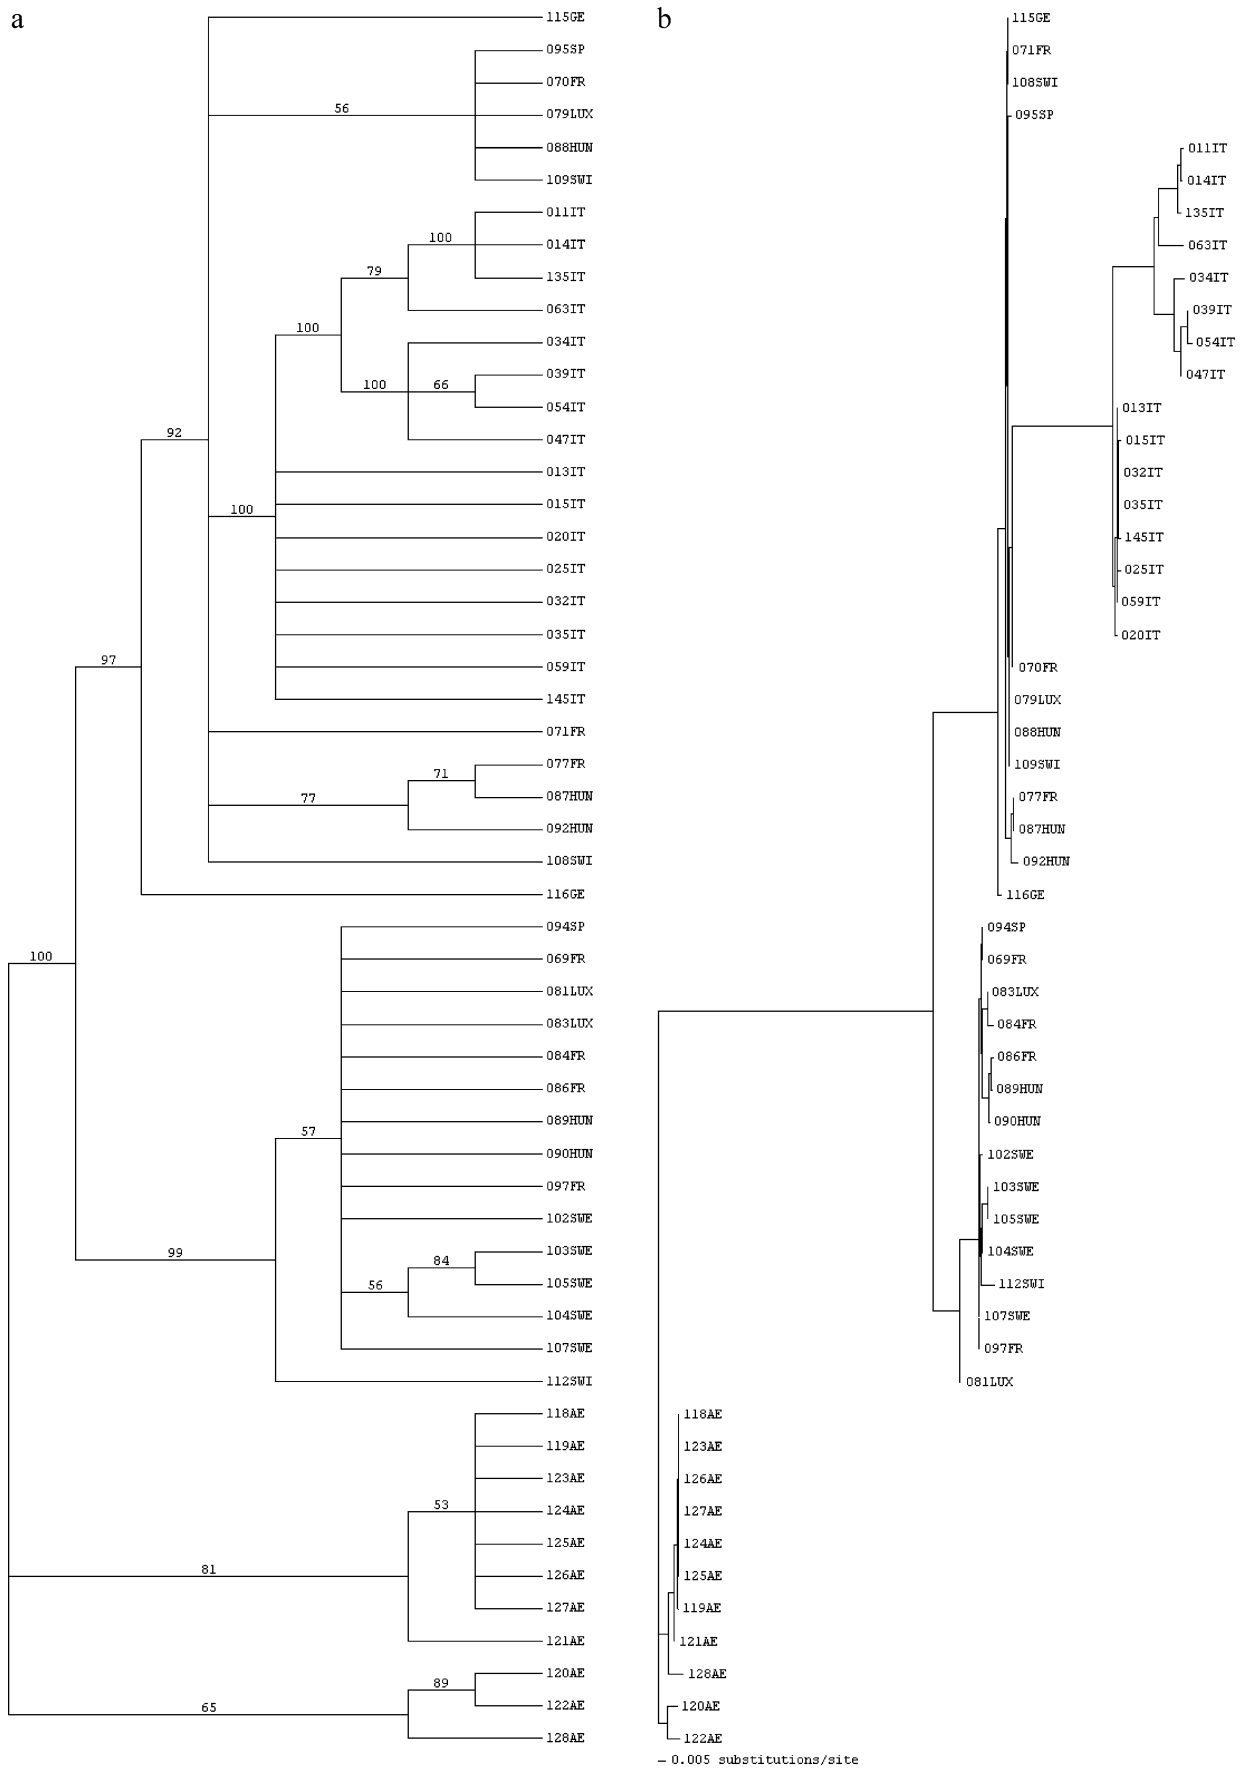 a
115GE
095SP
070FR
56
079LUX
088HUN
109SWI
011IT
100
014IT
79
135IT
063IT
100
034IT
039IT
100
66
054IT
92
047IT
013IT
015IT
100
020IT
025IT
032IT
035IT
97
059IT
145IT
071FR
077FR
71
087HUN
77
092HUN
108SWI
116GE
094SP
100
069FR
081LUX
083LUX
084FR
086FR
089HUN
57
090HUN
097FR
102SWE
99
103SWE
84
105SWE
56
104SWE
107SWE
112SWI
118AE
119AE
123AE
53
124AE
125AE
81
126AE
127AE
121AE
120AE
89
122AE
65
128AE
b
115GE
071FR
108SWI
095SP
011IT
014IT
135IT
063IT
034IT
039IT
054IT
047IT
013IT
015IT
032IT
035IT
145IT
025IT
059IT
020IT
070FR
079LUX
088HUN
109SWI
077FR
087HUN
092HUN
116GE
094SP
069FR
083LUX
084FR
086FR
089HUN
090HUN
102SWE
103SWE
105SWE
104SWE
112SWI
107SWE
097FR
081LUX
118AE
123AE
126AE
127AE
124AE
125AE
119AE
121AE
128AE
120AE
122AE
0.005 substitutions/site